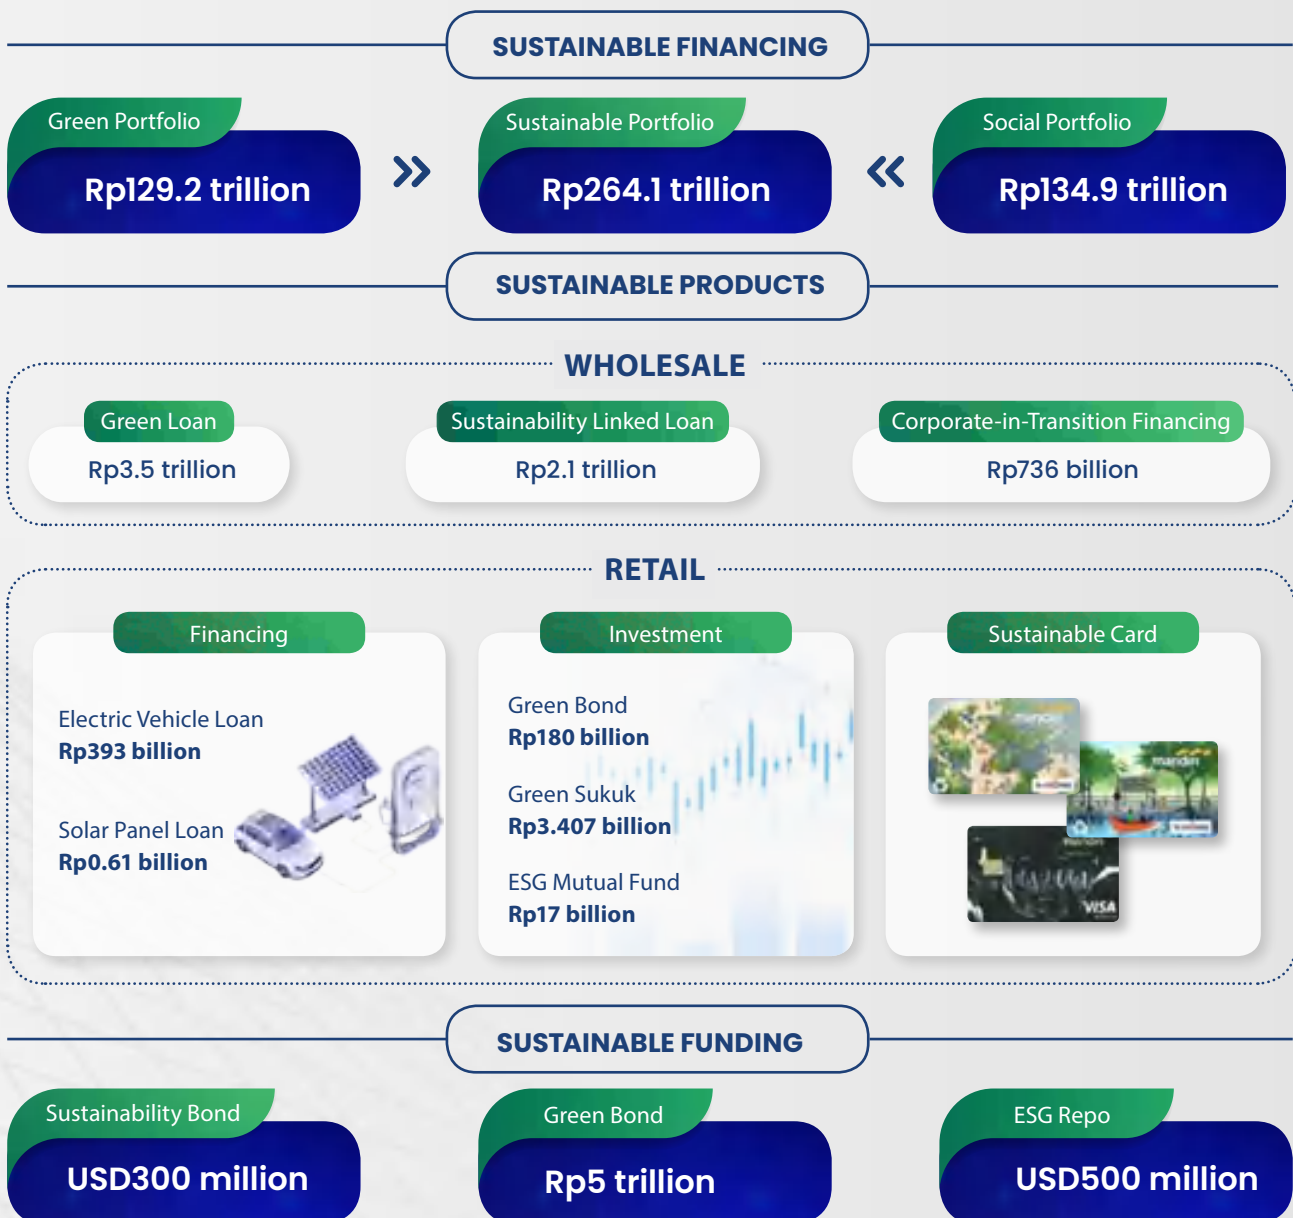 SUSTAINABLE FINANCING
Green Portfolio
Rp129.2 trillion
Sustainable Portfolio
Rp264.1 trillion
Social Portfolio
Rp134.9 trillion
SUSTAINABLE PRODUCTS
WHOLESALE
Green Loan
Rp3.5 trillion
Sustainability Linked Loan
Rp2.1 trillion
Corporate-in-Transition Financing
Rp736 billion
RETAIL
Financing
Electric Vehicle Loan
Rp393 billion
Solar Panel Loan
Rp0.61 billion
Investment
Green Bond
Rp180 billion
Green Sukuk
Rp3.407 billion
ESG Mutual Fund
Rp17 billion
Sustainable Card
mandiri
VISA
SUSTAINABLE FUNDING
Sustainability Bond
USD300 million
Green Bond
Rp5 trillion
ESG Repo
USD500 million